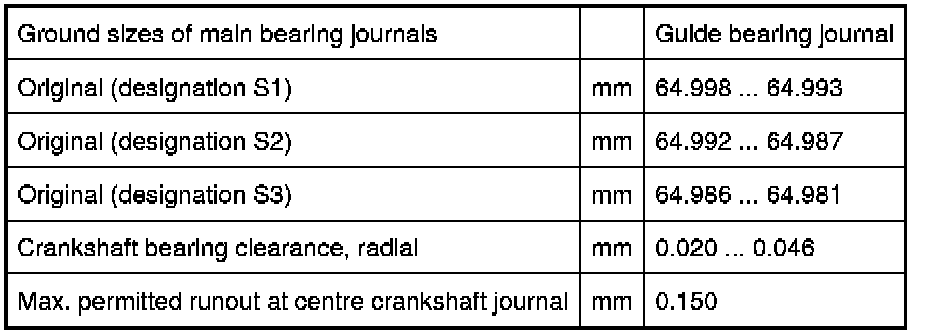 Ground sizes of main bearing journals Guide bearing journal
Original (designation S1) mm 64.998 ... 64.993
Original (designation S2) mm 64.992 ... 64.987
Original (designation S3) mm 64.986 ... 64.981
Crankshaft bearing clearance, radial mm 0.020 ... 0.046
Max. permitted runout at centre crankshaft journal mm 0.150